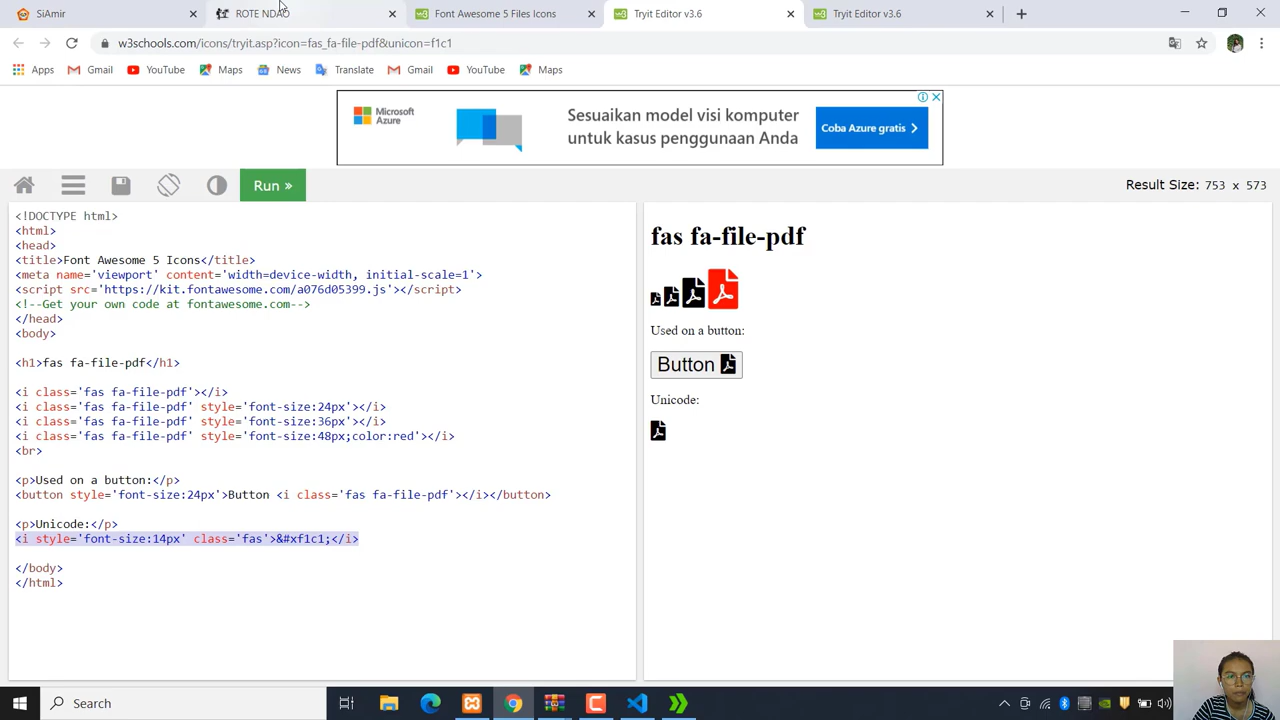 SiAmir
ROTE NDAO
Font Awesome 5 Files Icons
Tryit Editor v3.6
Tryit Editor v3.6
w3schools.com/icons/tryit.asp?icon=fas_fa-file-pdf&unicon=f1c1
Apps
Gmail
YouTube
Maps
News
Translate
Gmail
YouTube
Maps
Microsoft
Azure
Sesuaikan model visi komputer
untuk kasus penggunaan Anda
Coba Azure gratis
Run »
Result Size: 753 x 573
<!DOCTYPE html>
<html>
<head>
<title>Font Awesome 5 Icons</title>
<meta name='viewport' content='width=device-width, initial-scale=1'>
<script src='https://kit.fontawesome.com/a076d05399.js'></script>
<!--Get your own code at fontawesome.com-->
</head>
<body>
<h1>fas fa-file-pdf</h1>
<i class='fas fa-file-pdf'></i>
<i class='fas fa-file-pdf' style='font-size:24px'></i>
<i class='fas fa-file-pdf' style='font-size:36px'></i>
<i class='fas fa-file-pdf' style='font-size:48px;color:red'></i>
<br>
<p>Used on a button:</p>
<button style='font-size:24px'>Button <i class='fas fa-file-pdf'></i></button>
<p>Unicode:</p>
<i style='font-size:14px' class='fas'>&#xf1c1;</i>
</body>
</html>
fas fa-file-pdf
Used on a button:
Button
Unicode:
Search